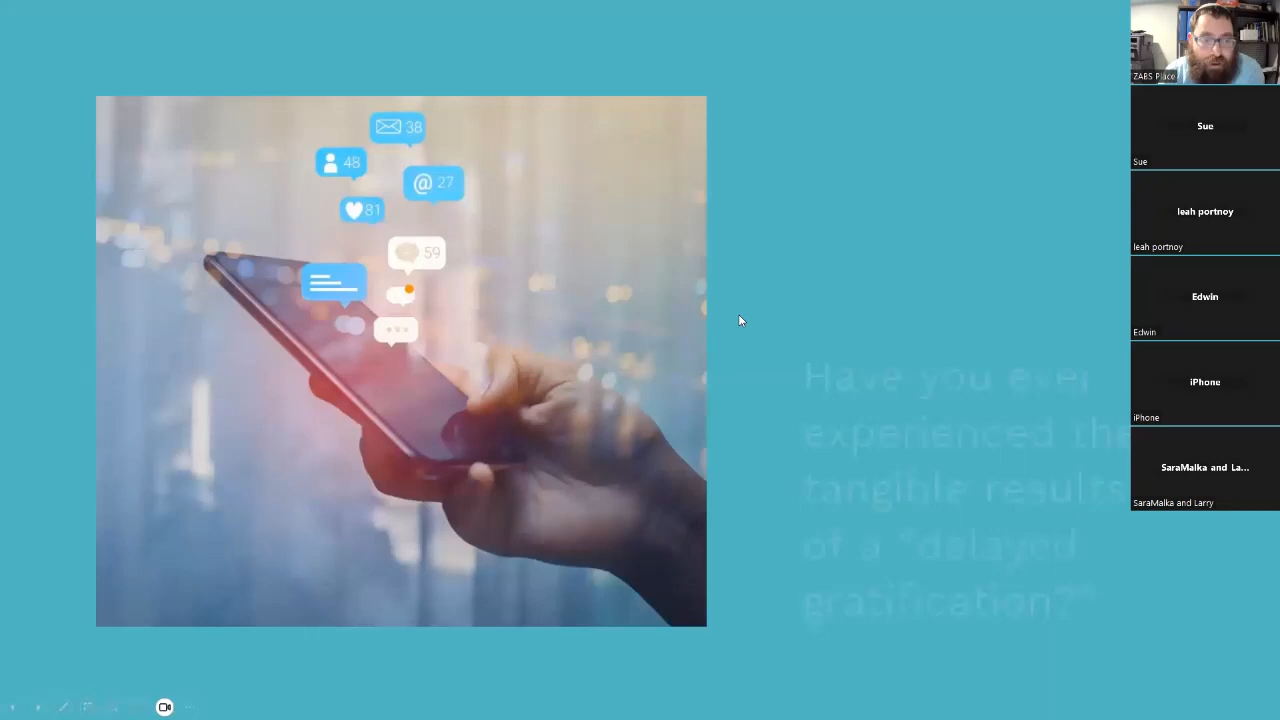 38
48
@ 27
81
59
Have you ever
experienced the
tangible results
of a "delayed
gratification?"
ZABS Place
Sue
Sue
leah portnoy
leah portnoy
Edwin
Edwin
iPhone
iPhone
SaraMalka and La...
SaraMalka and Larry